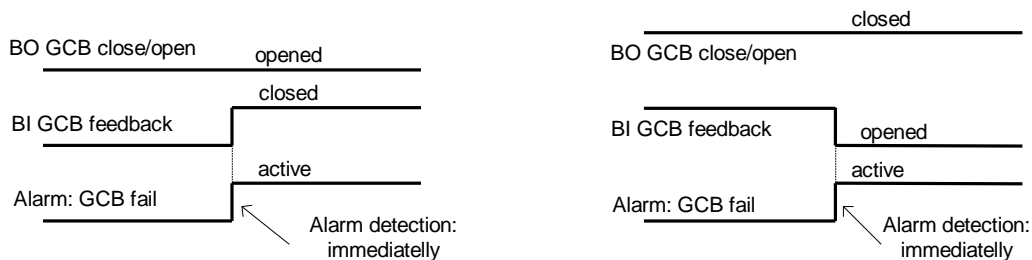 BO GCB close/open
opened
closed
BI GCB feedback
active
Alarm: GCB fail
Alarm detection:
immediatelly
closed
BO GCB close/open
BI GCB feedback
opened
active
Alarm: GCB fail
Alarm detection:
immediatelly